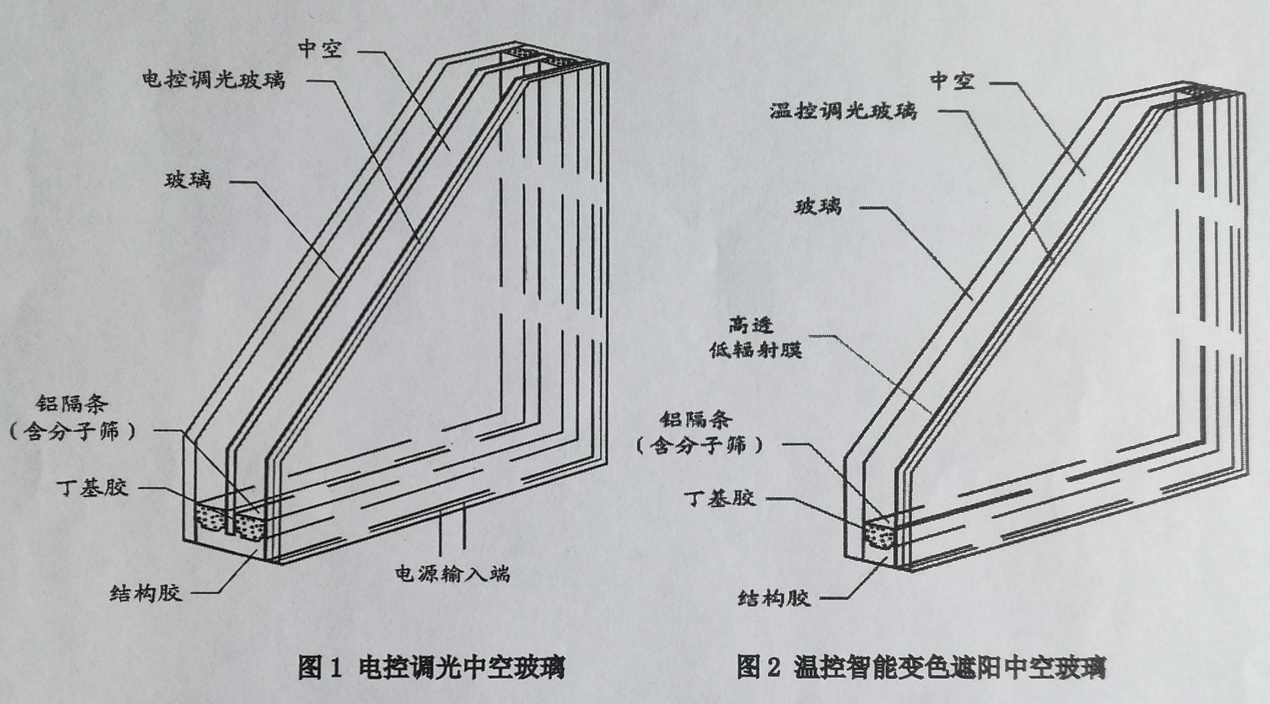 中空
电控调光玻璃
玻璃
铝隔条
（含分子筛）
丁基胶
结构胶
电源输入端
图1 电控调光中空玻璃
中空
温控调光玻璃
玻璃
高透
低辐射膜
铝隔条
（含分子筛）
丁基胶
结构胶
图2 温控智能变色遮阳中空玻璃